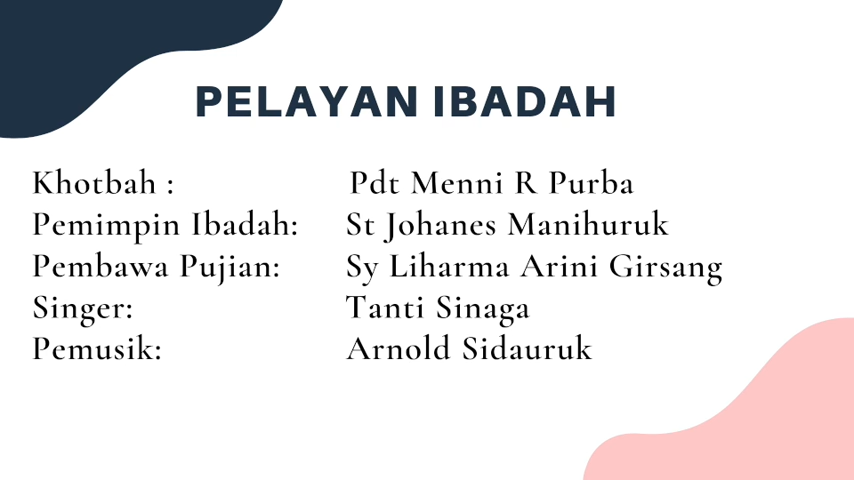 PELAYAN IBADAH
Khotbah : Pdt Menni R Purba
Pemimpin Ibadah: St Johanes Manihuruk
Pembawa Pujian: Sy Liharma Arini Girsang
Singer: Tanti Sinaga
Pemusik: Arnold Sidauruk